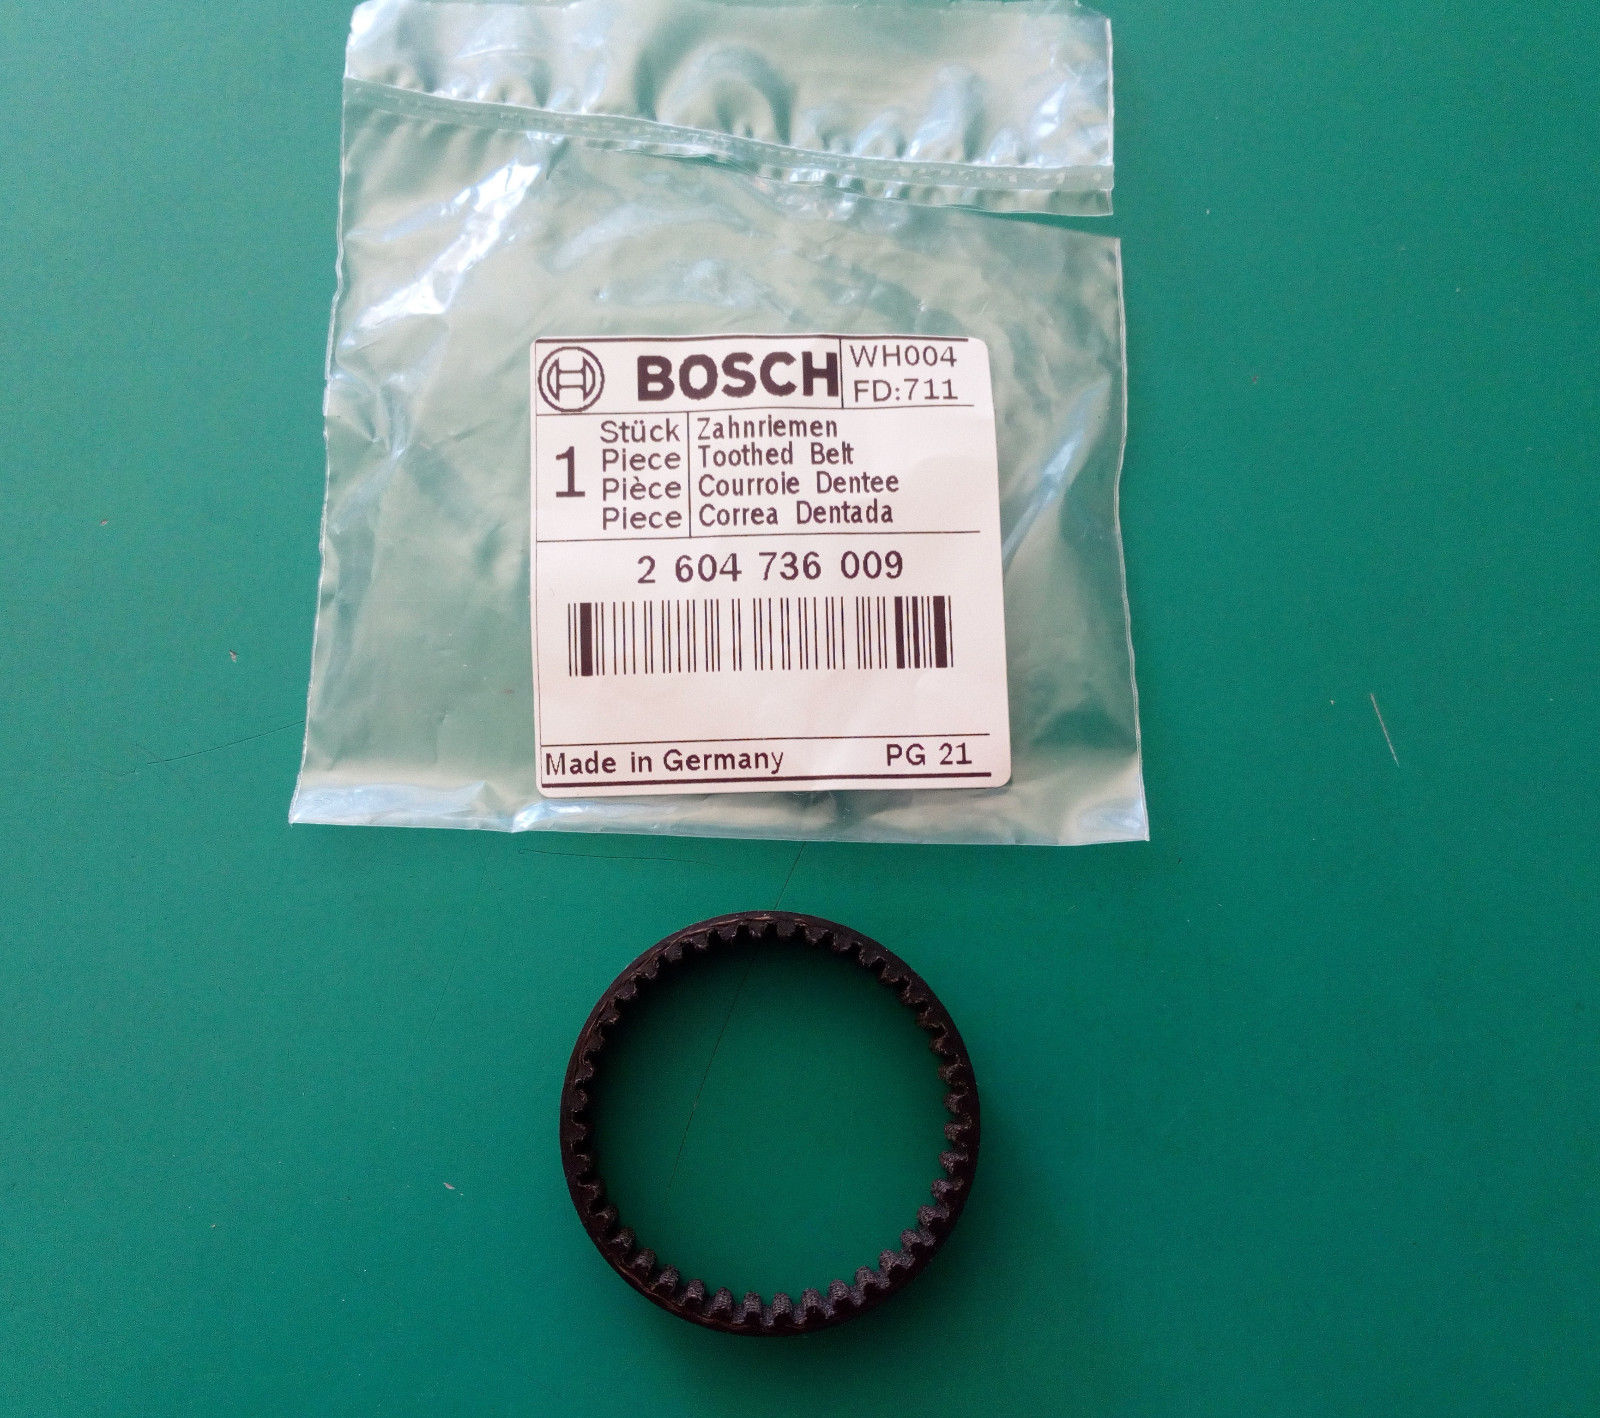 BOSCH
WH004
FD:711
1
Stück Zahnriemen
Piece Toothed Belt
Pièce Courroie Dentee
Piece Correa Dentada
2 604 736 009
Made in Germany PG 21